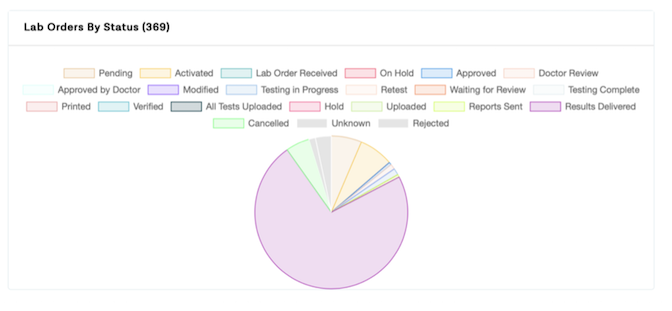 Lab Orders By Status (369)
Pending Activated Lab Order Received On Hold Approved Doctor Review
Approved by Doctor Modified Testing in Progress Retest Waiting for Review Testing Complete
Printed Verified All Tests Uploaded Hold Uploaded Reports Sent Results Delivered
Cancelled Unknown Rejected